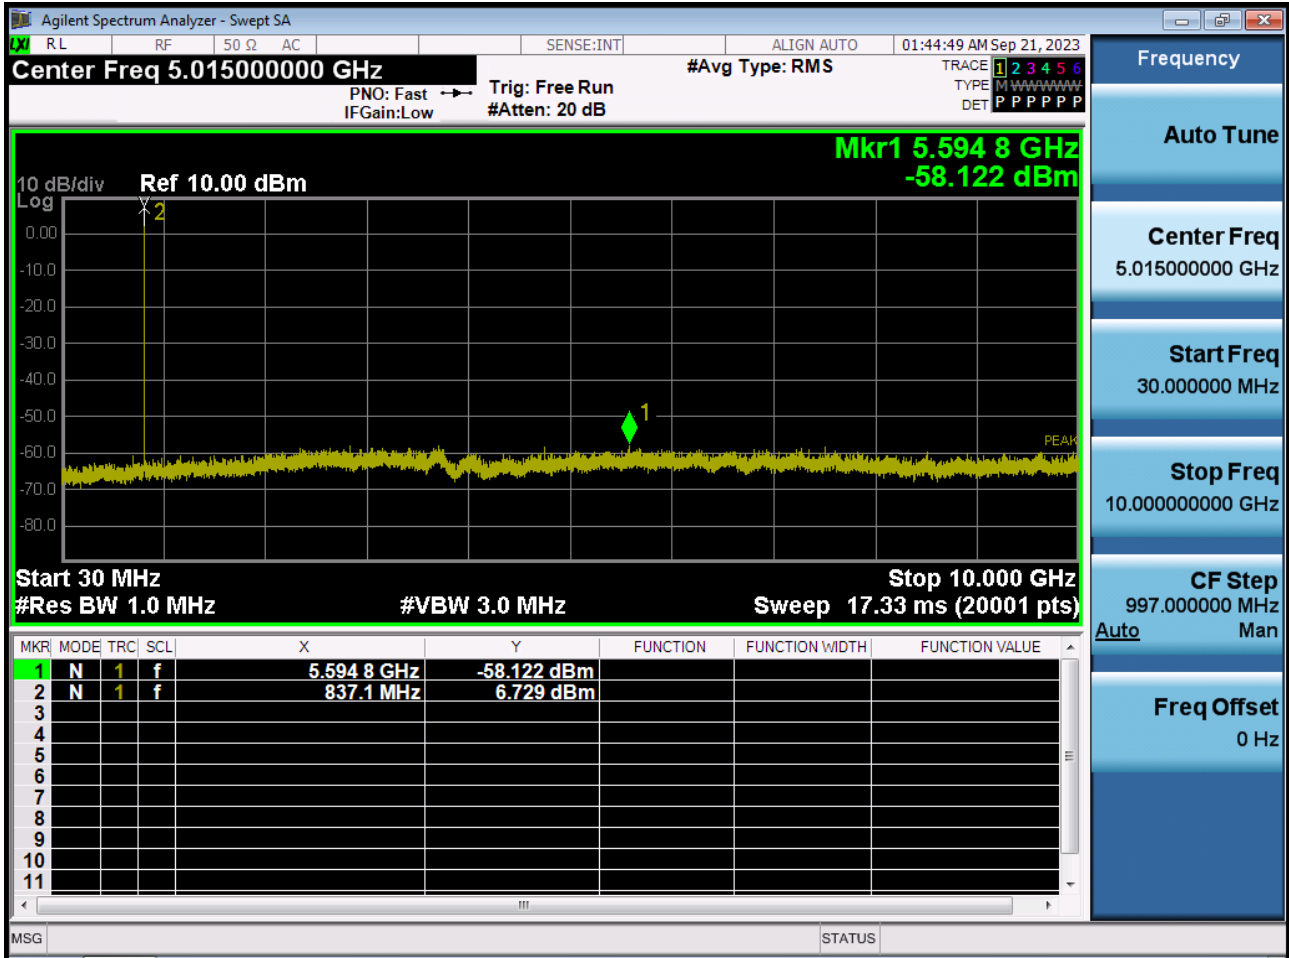 Agilent Spectrum Analyzer - Swept SA
LXI RL RF 50 Ω AC SENSE:INT ALIGN AUTO 01:44:49 AM Sep 21, 2023
Center Freq 5.015000000 GHz
PNO: Fast
IFGain:Low
Trig: Free Run
#Atten: 20 dB
#Avg Type: RMS
TRACE 1 2 3 4 5 6
TYPE M WWWWW
DET P P P P P P
Mkr1 5.594 8 GHz
-58.122 dBm
10 dB/div Ref 10.00 dBm
Log
2
0.00
-10.0
-20.0
-30.0
-40.0
-50.0
1
PEAK
-60.0
-70.0
-80.0
Start 30 MHz Stop 10.000 GHz
#Res BW 1.0 MHz #VBW 3.0 MHz Sweep 17.33 ms (20001 pts)
MKR MODE TRC SCL X Y FUNCTION FUNCTION WIDTH FUNCTION VALUE
1 N 1 f 5.594 8 GHz -58.122 dBm
2 N 1 f 837.1 MHz 6.729 dBm
3
4
5
6
7
8
9
10
11
MSG STATUS
Frequency
Auto Tune
Center Freq
5.015000000 GHz
Start Freq
30.000000 MHz
Stop Freq
10.000000000 GHz
CF Step
997.000000 MHz
Auto Man
Freq Offset
0 Hz